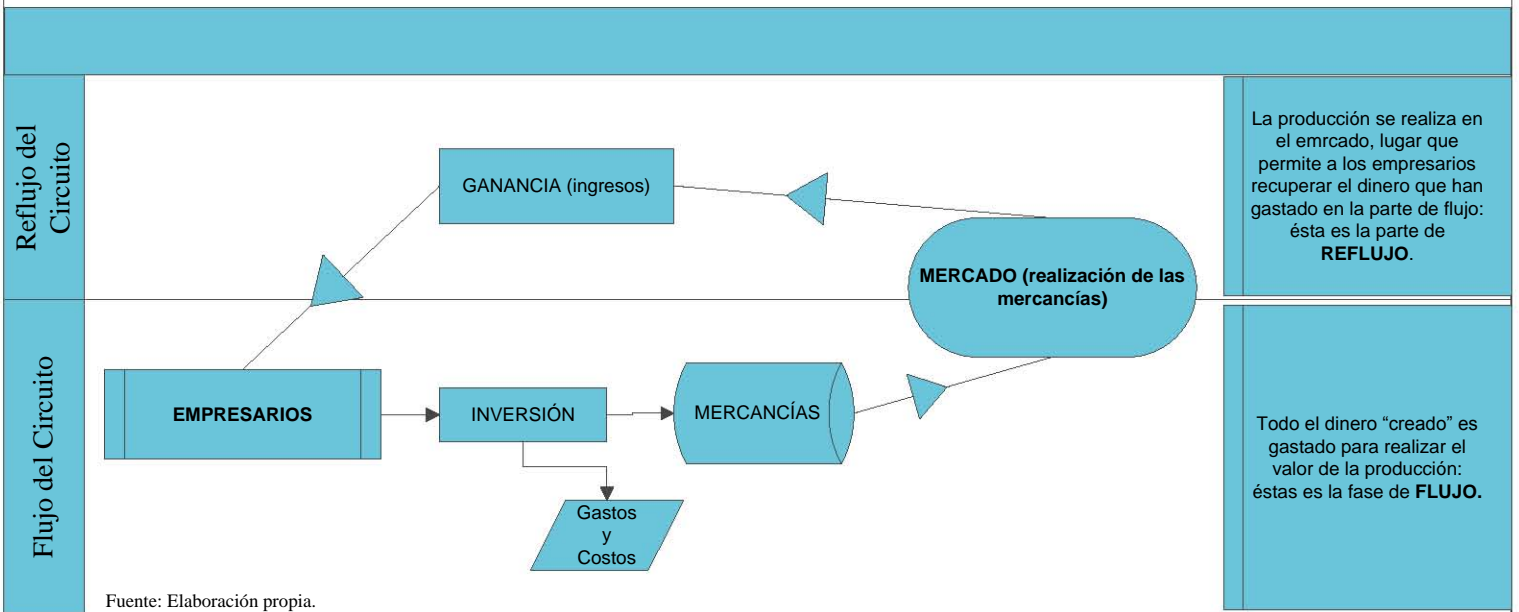 Reflujo del
Circuito
GANANCIA (ingresos)
MERCADO (realización de las
mercancías)
La producción se realiza en
el emrcado, lugar que
permite a los empresarios
recuperar el dinero que han
gastado en la parte de flujo:
ésta es la parte de
REFLUJO.
Flujo del Circuito
EMPRESARIOS
INVERSIÓN
MERCANCÍAS
Gastos
y
Costos
Todo el dinero “creado” es
gastado para realizar el
valor de la producción:
éstas es la fase de FLUJO.
Fuente: Elaboración propia.